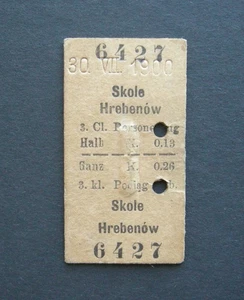 6427
30 VII 1900
Skole
Hrebenów
3. Cl. Personenzug
Halb K. 0.13
Ganz K. 0.26
3. kl. Pociąg
Skole
Hrebenów
6427